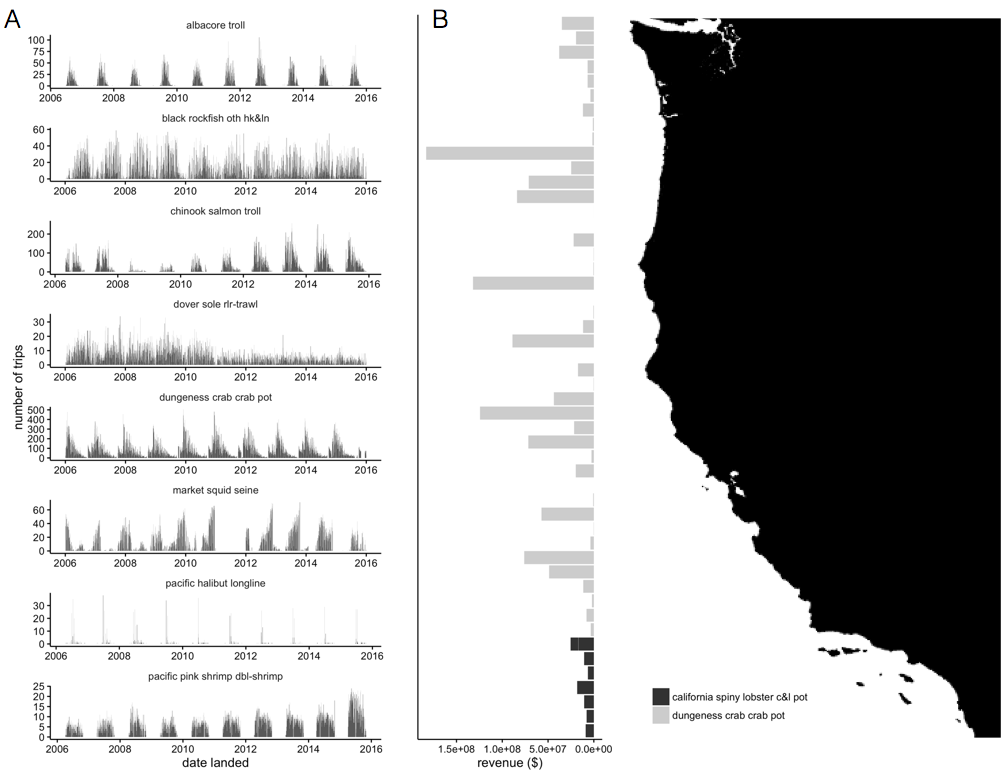 A
albacore troll
100
75
50
25
0
2006 2008 2010 2012 2014 2016
black rockfish oth hk&ln
60
40
20
0
2006 2008 2010 2012 2014 2016
chinook salmon troll
200
100
0
2006 2008 2010 2012 2014 2016
dover sole rlr-trawl
30
20
10
0
2006 2008 2010 2012 2014 2016
number of trips
dungeness crab crab pot
500
400
300
200
100
0
2006 2008 2010 2012 2014 2016
market squid seine
60
40
20
0
2006 2008 2010 2012 2014 2016
pacific halibut longline
30
20
10
0
2006 2008 2010 2012 2014 2016
pacific pink shrimp dbl-shrimp
25
20
15
10
5
0
2006 2008 2010 2012 2014 2016
date landed
B
california spiny lobster c&l pot
dungeness crab crab pot
1.5e+08 1.0e+08 5.0e+07 0.0e+00
revenue ($)